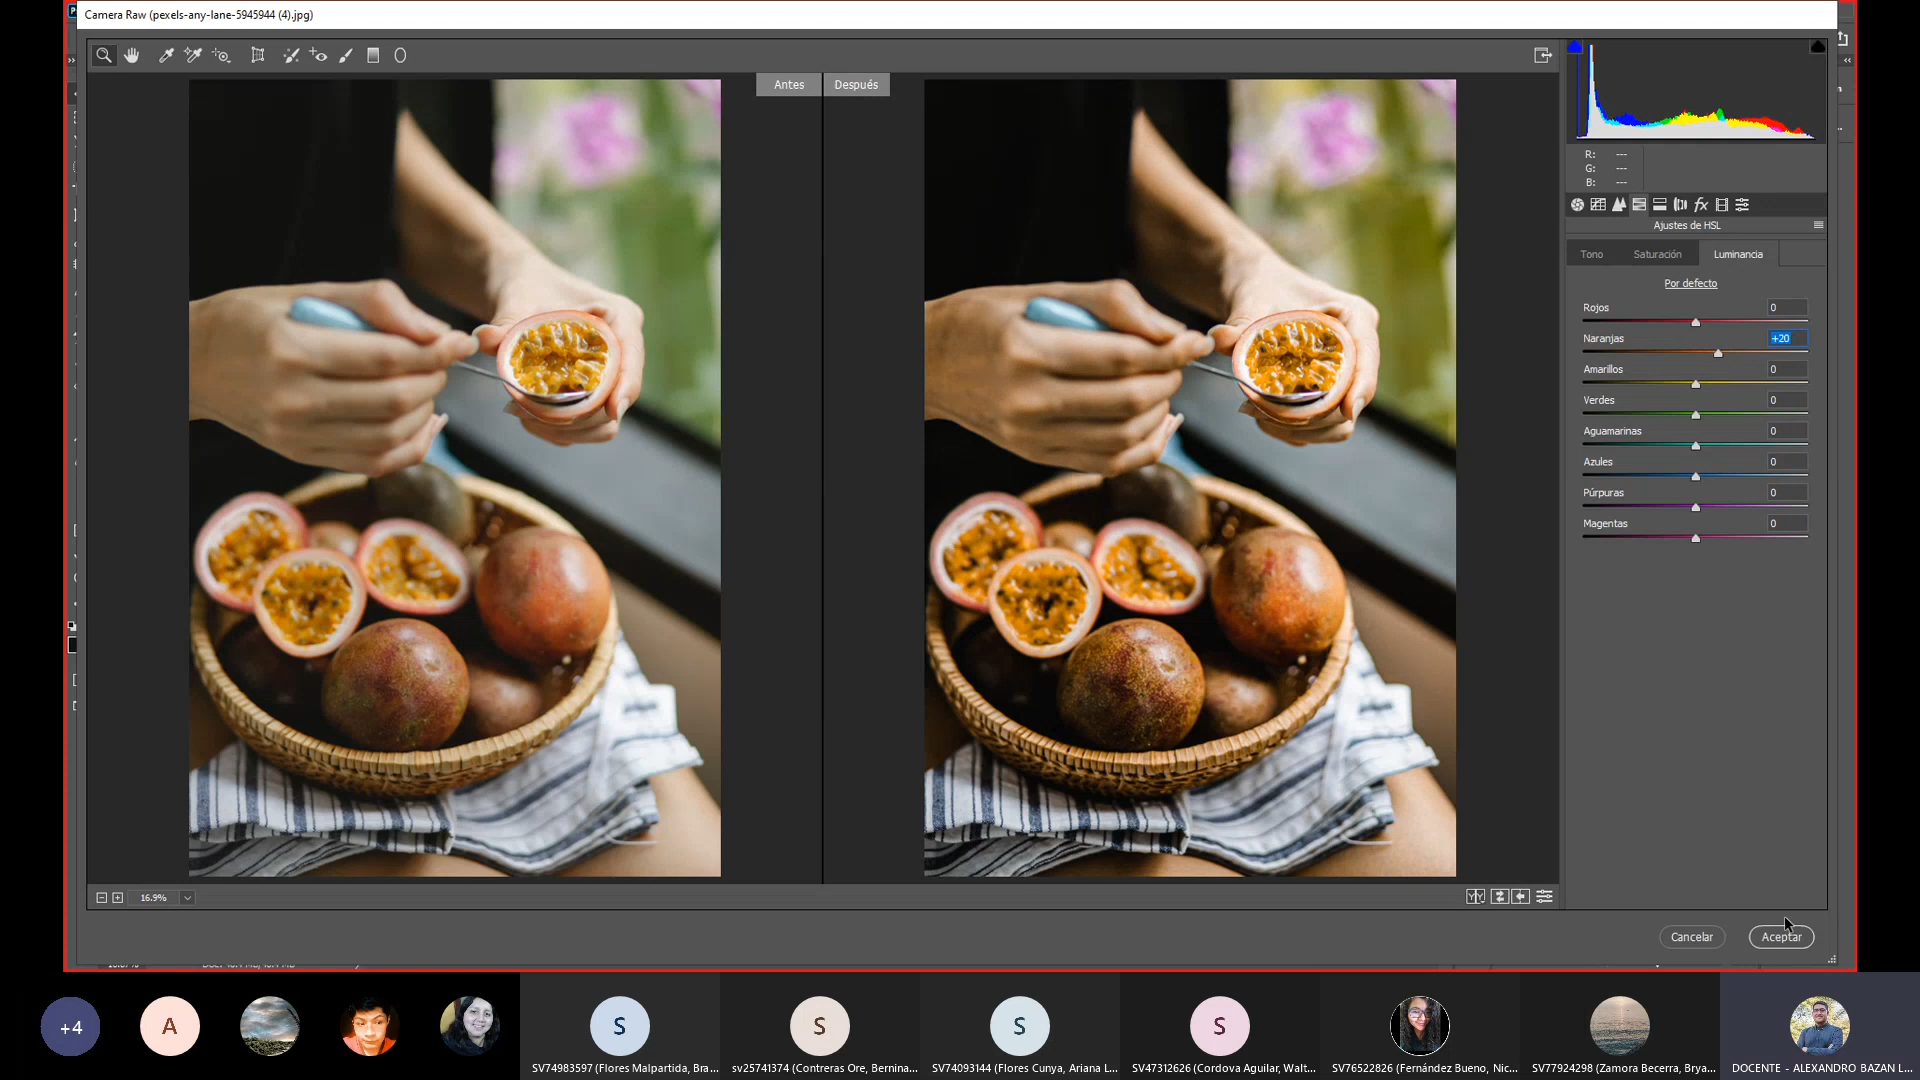 Camera Raw (pexels-any-lane-5945944 (4).jpg)
Antes
Después
R: ---
G: ---
B: ---
Ajustes de HSL
Tono Saturación Luminancia
Por defecto
Rojos 0
Naranjas +20
Amarillos 0
Verdes 0
Aguamarinas 0
Azules 0
Púrpuras 0
Magentas 0
16.9%
Cancelar Aceptar
+4
A
S
S
S
S
SV74983597 (Flores Malpartida, Bra...
sv25741374 (Contreras Ore, Bernina...
SV74093144 (Flores Cunya, Ariana L...
SV47312626 (Cordova Aguilar, Walt...
SV76522826 (Fernández Bueno, Nic...
SV77924298 (Zamora Becerra, Brya...
DOCENTE - ALEXANDRO BAZAN L...